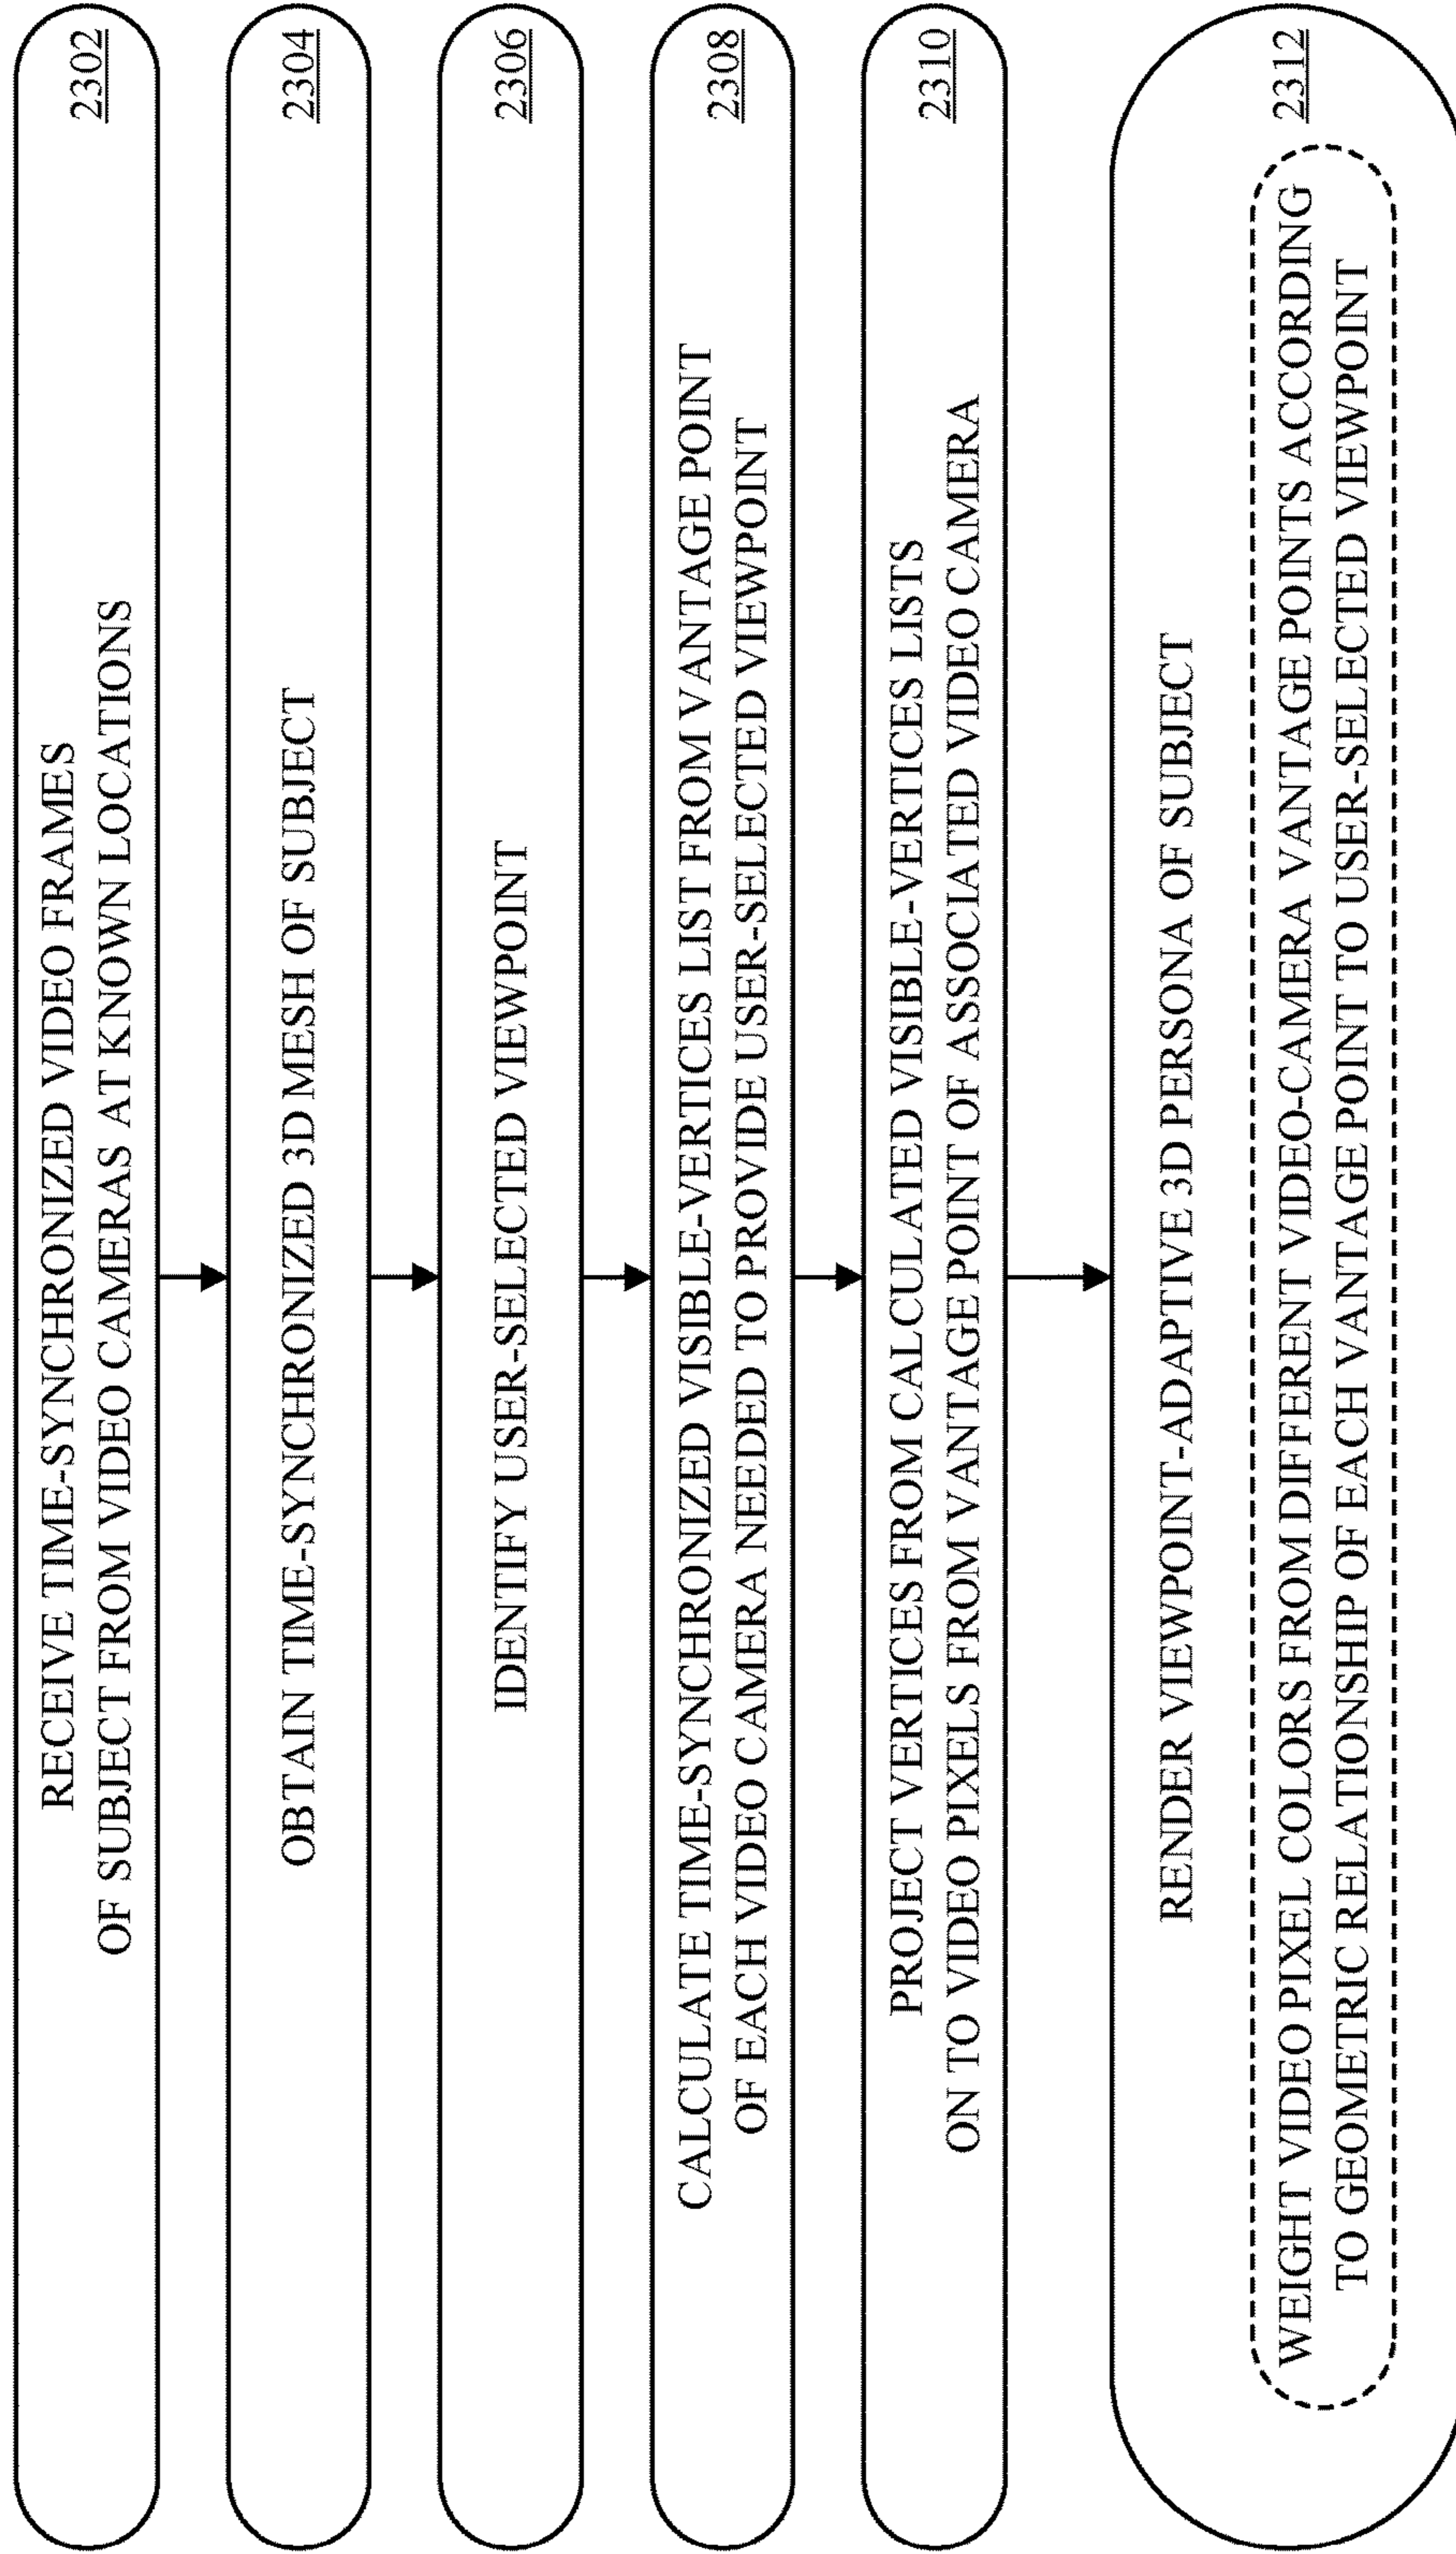 RECEIVE TIME-SYNCHRONIZED VIDEO FRAMES
OF SUBJECT FROM VIDEO CAMERAS AT KNOWN LOCATIONS
2302
OBTAIN TIME-SYNCHRONIZED 3D MESH OF SUBJECT
2304
IDENTIFY USER-SELECTED VIEWPOINT
2306
CALCULATE TIME-SYNCHRONIZED VISIBLE-VERTICES LIST FROM VANTAGE POINT
OF EACH VIDEO CAMERA NEEDED TO PROVIDE USER-SELECTED VIEWPOINT
2308
PROJECT VERTICES FROM CALCULATED VISIBLE-VERTICES LISTS
ON TO VIDEO PIXELS FROM VANTAGE POINT OF ASSOCIATED VIDEO CAMERA
2310
RENDER VIEWPOINT-ADAPTIVE 3D PERSONA OF SUBJECT
2312
WEIGHT VIDEO PIXEL COLORS FROM DIFFERENT VIDEO-CAMERA VANTAGE POINTS ACCORDING
TO GEOMETRIC RELATIONSHIP OF EACH VANTAGE POINT TO USER-SELECTED VIEWPOINT